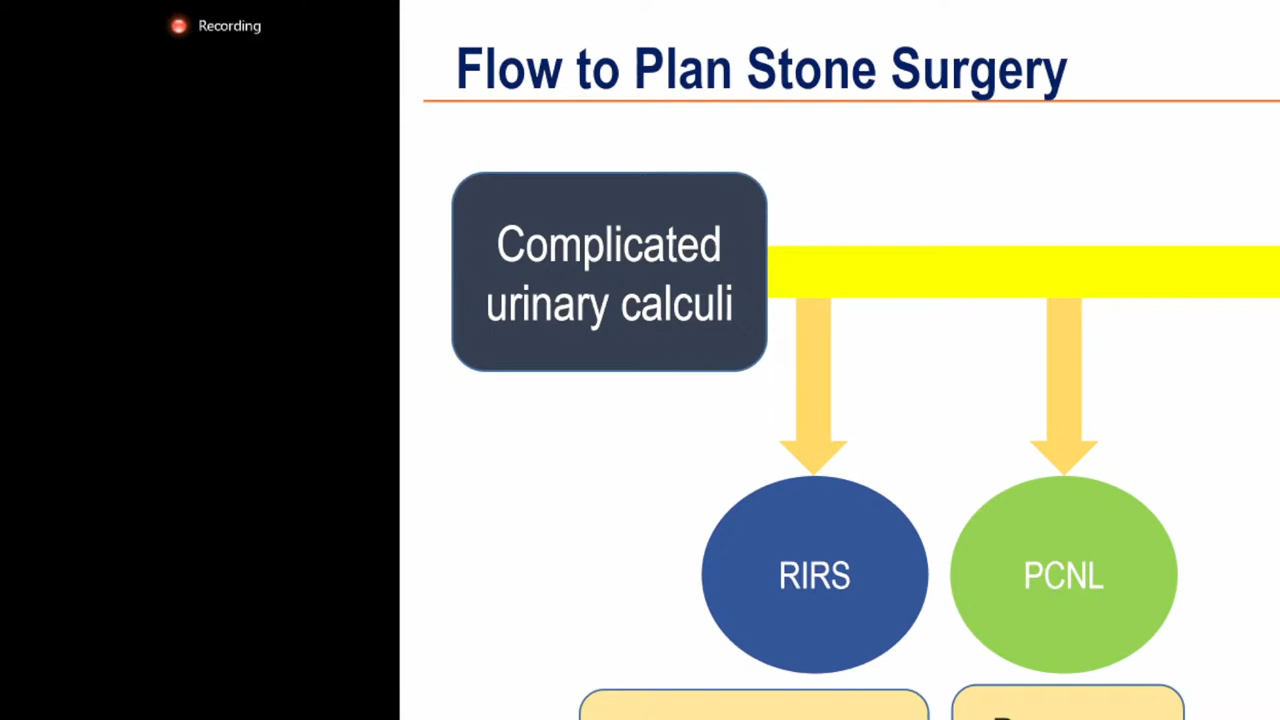 Recording
Flow to Plan Stone Surgery
Complicated
urinary calculi
RIRS
PCNL